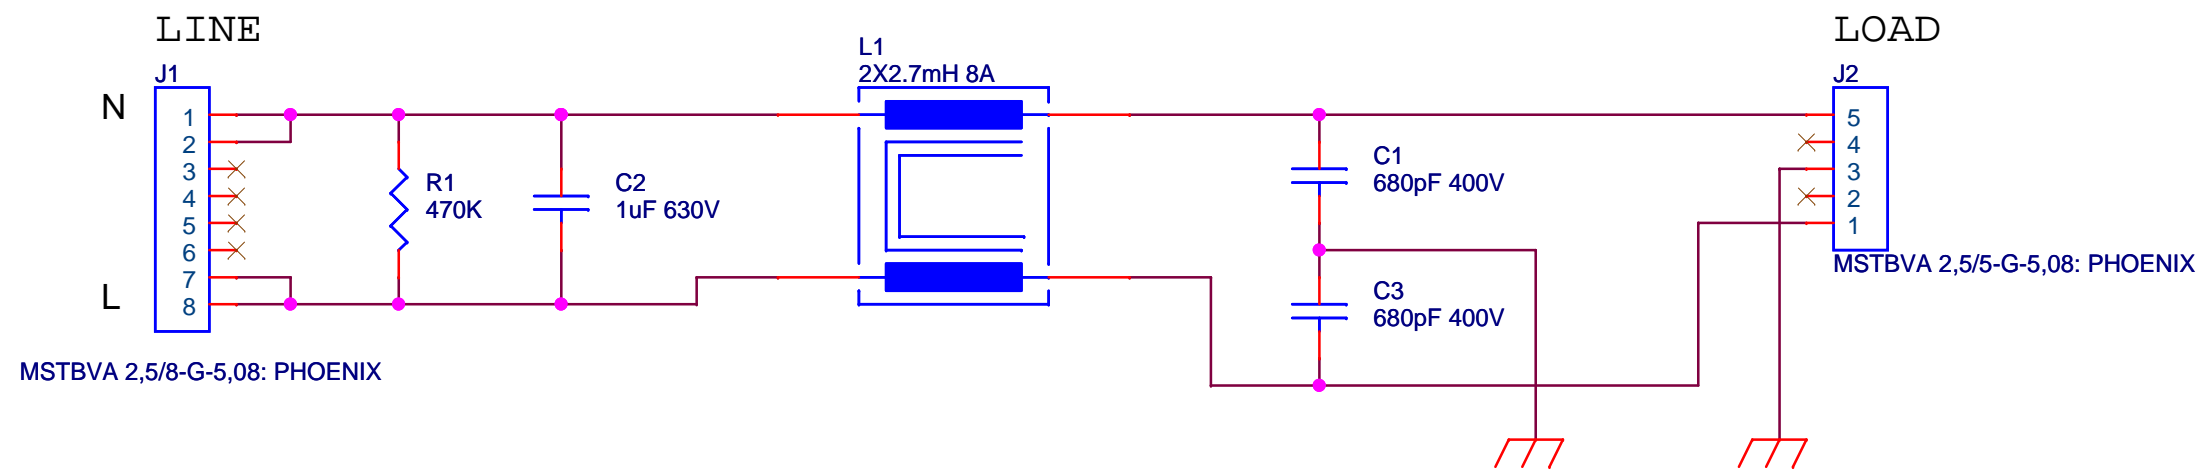 LINE
LOAD
J1
N
1
2
3
4
5
6
7
8
L
MSTBVA 2,5/8-G-5,08: PHOENIX
R1
470K
C2
1uF 630V
L1
2X2.7mH 8A
C1
680pF 400V
C3
680pF 400V
J2
5
4
3
2
1
MSTBVA 2,5/5-G-5,08: PHOENIX